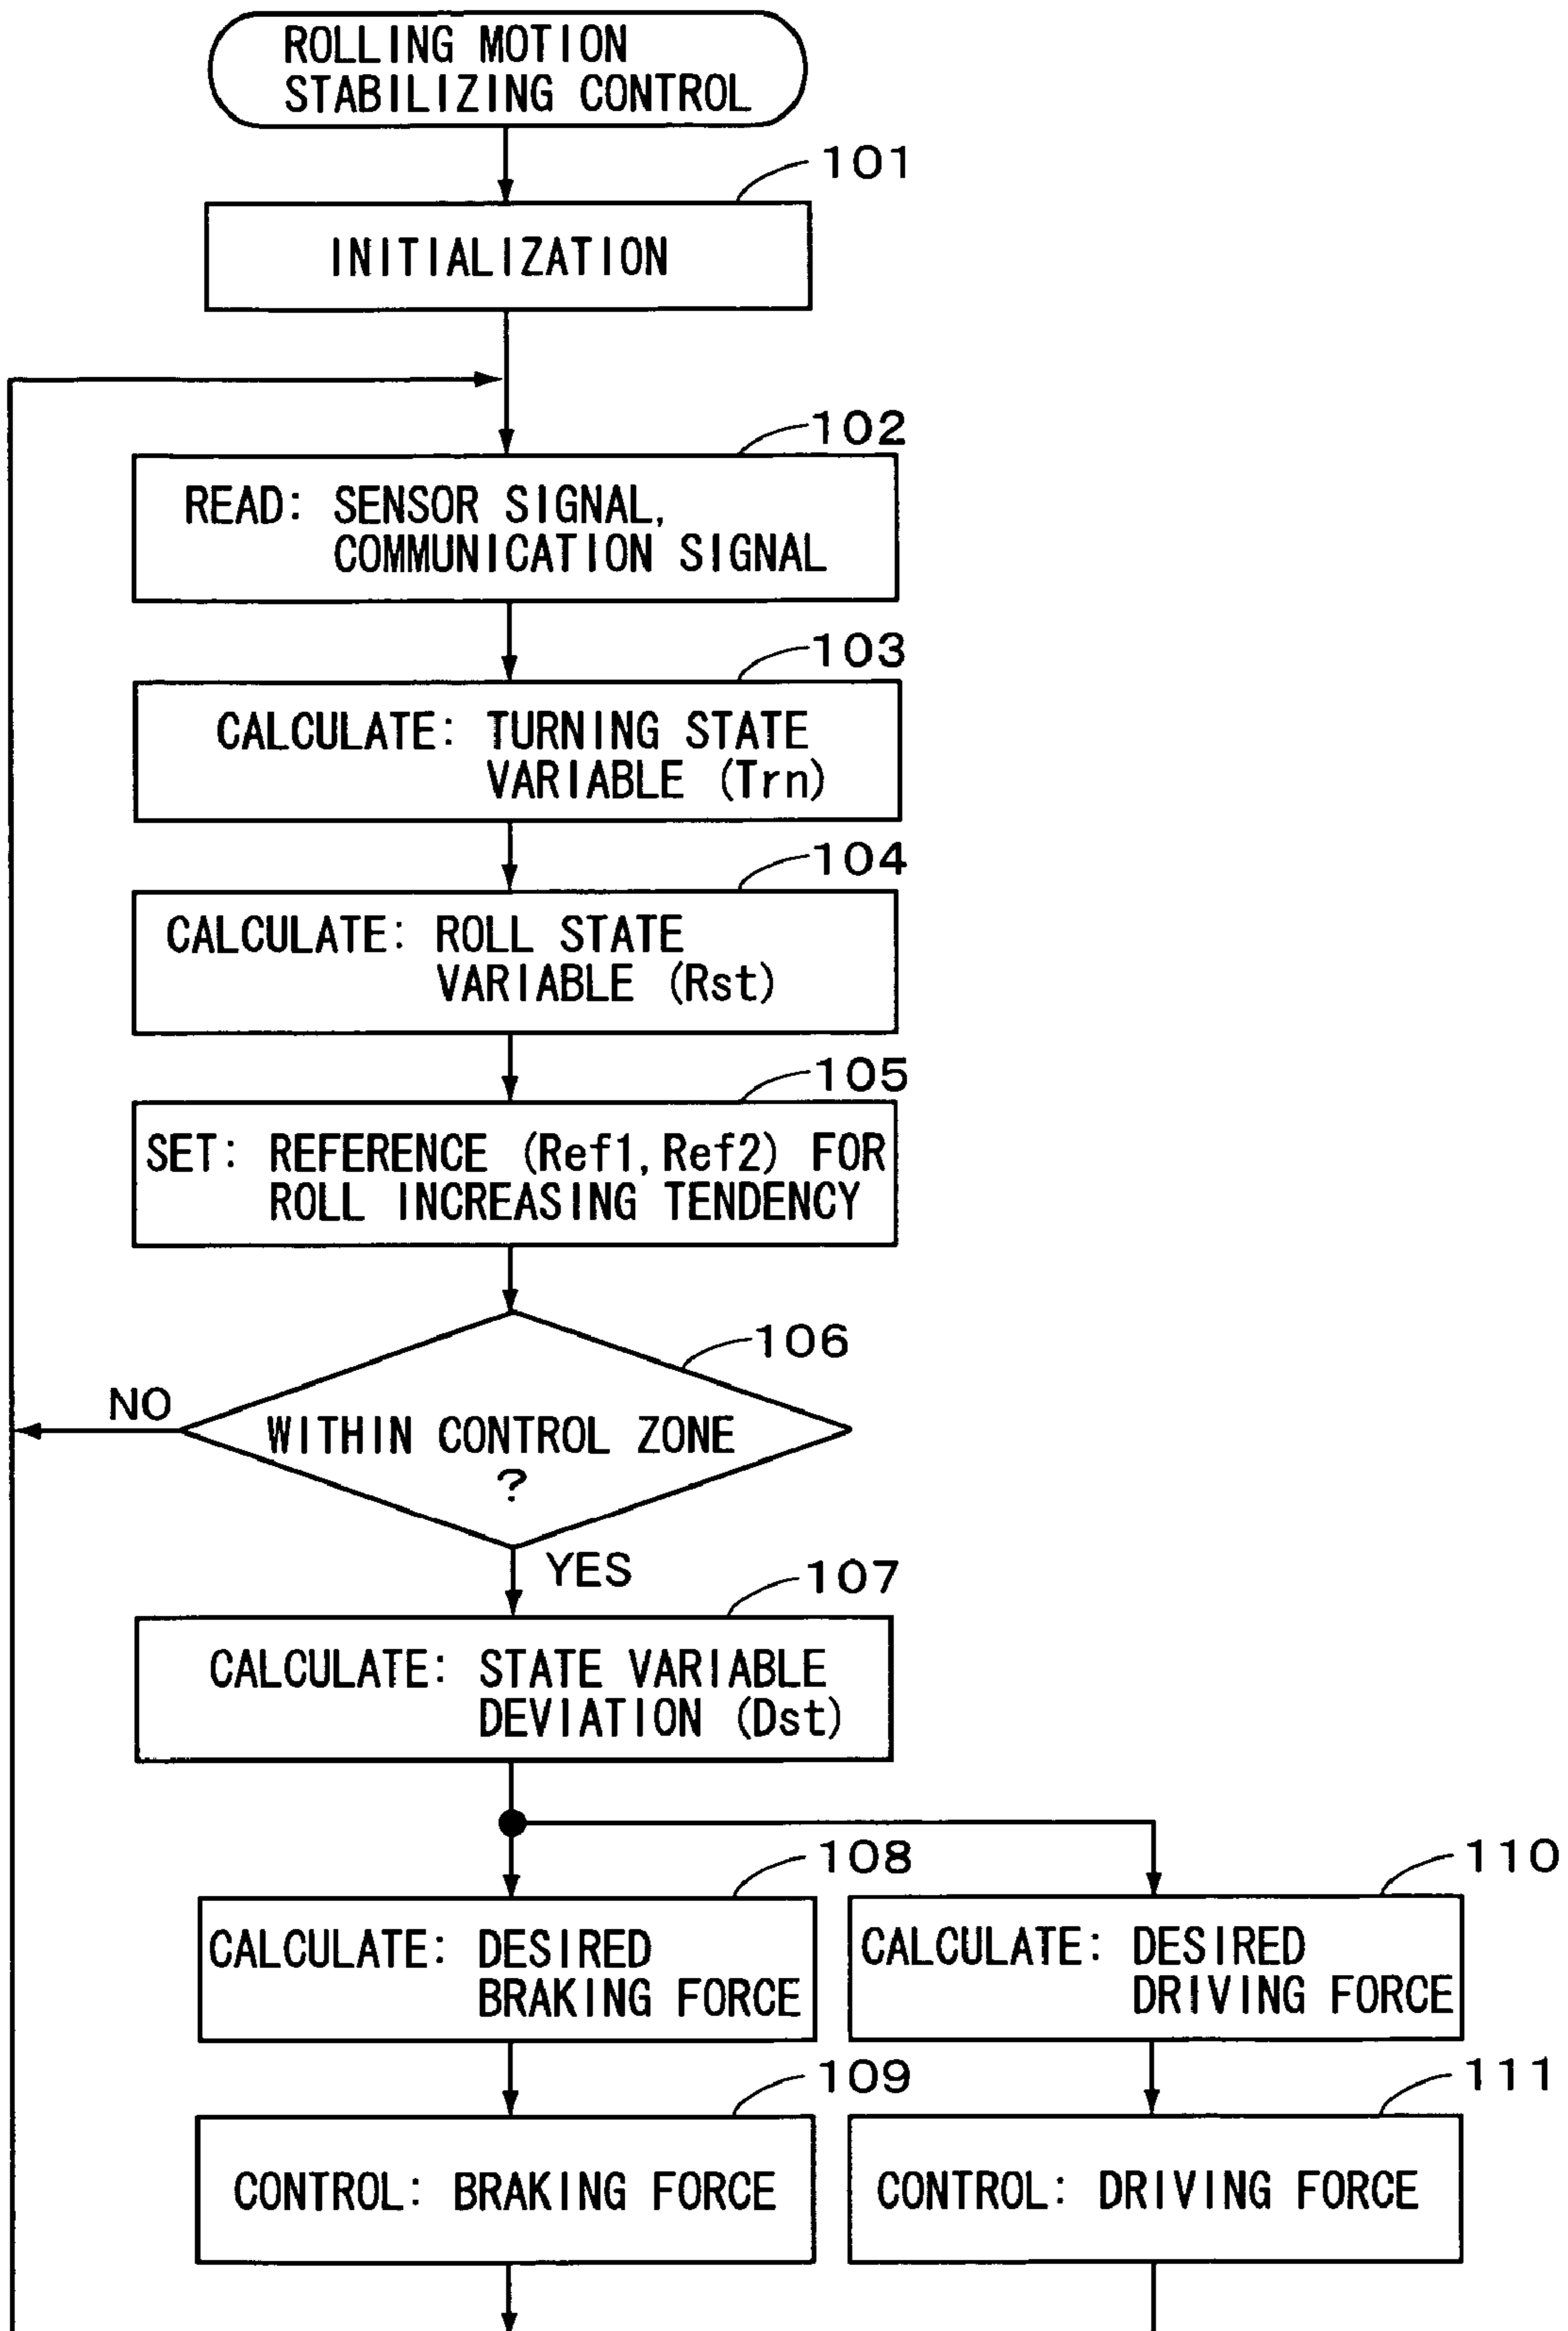 ROLLING MOTION
STABILIZING CONTROL
101
INITIALIZATION
102
READ: SENSOR SIGNAL,
COMMUNICATION SIGNAL
103
CALCULATE: TURNING STATE
VARIABLE (Trn)
104
CALCULATE: ROLL STATE
VARIABLE (Rst)
105
SET: REFERENCE (Ref1, Ref2) FOR
ROLL INCREASING TENDENCY
106
NO
WITHIN CONTROL ZONE
?
YES
107
CALCULATE: STATE VARIABLE
DEVIATION (Dst)
108
CALCULATE: DESIRED
BRAKING FORCE
110
CALCULATE: DESIRED
DRIVING FORCE
109
CONTROL: BRAKING FORCE
111
CONTROL: DRIVING FORCE